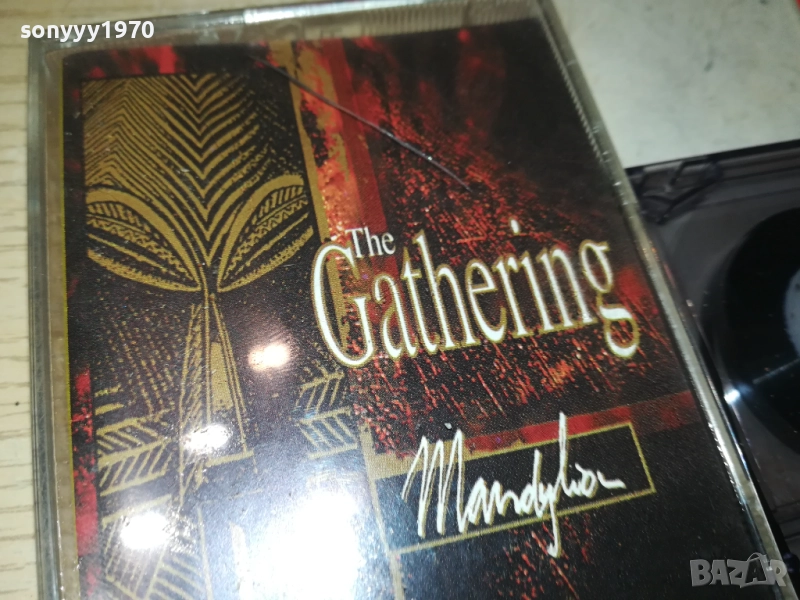 sonyyy1970
The
Gathering
Mandylion
BAZAR